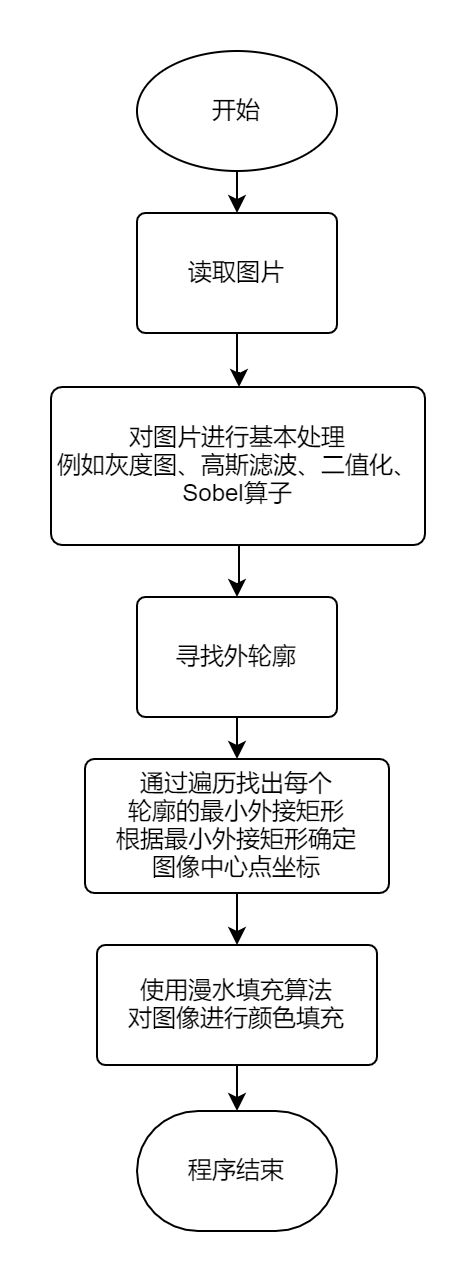 开始
读取图片
对图片进行基本处理
例如灰度图、高斯滤波、二值化、
Sobel算子
寻找外轮廓
通过遍历找出每个
轮廓的最小外接矩形
根据最小外接矩形确定
图像中心点坐标
使用漫水填充算法
对图像进行颜色填充
程序结束